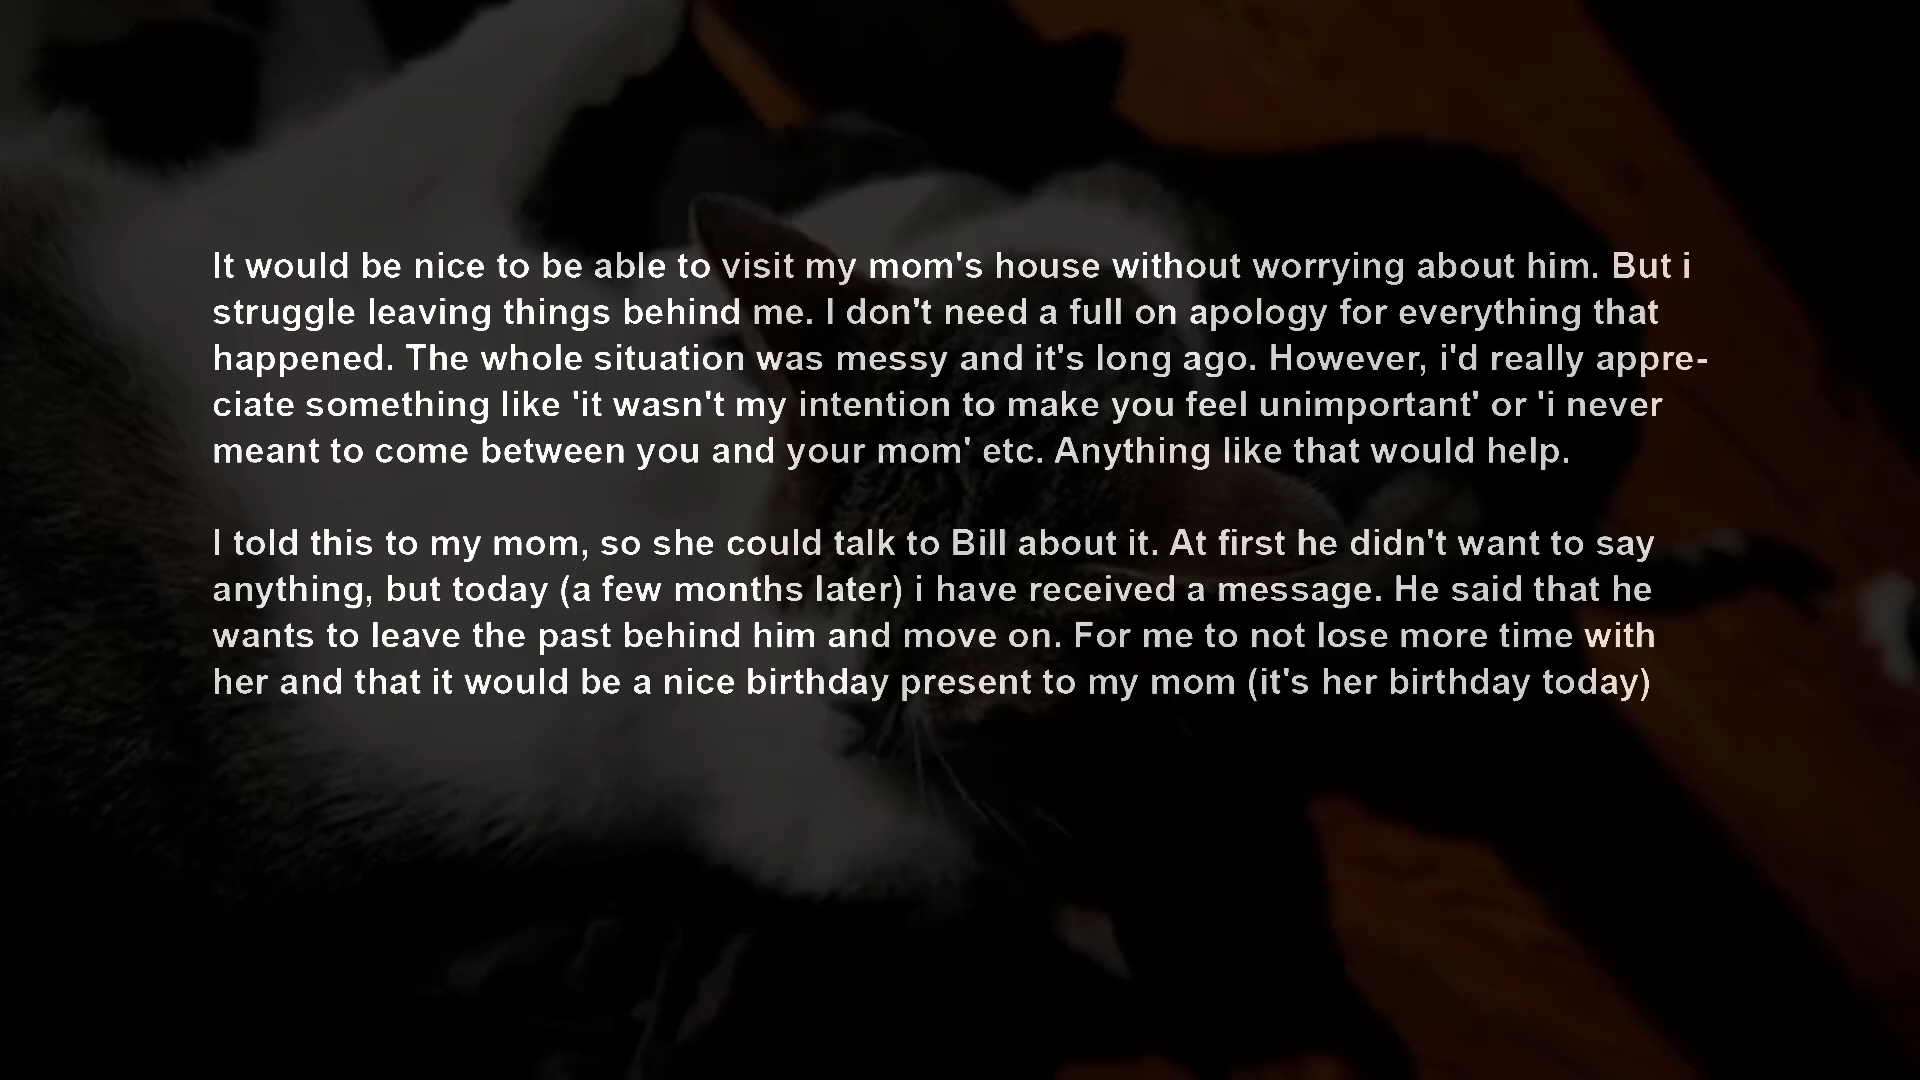 It would be nice to be able to visit my mom's house without worrying about him. But i
struggle leaving things behind me. I don't need a full on apology for everything that
happened. The whole situation was messy and it's long ago. However, i'd really appre-
ciate something like 'it wasn't my intention to make you feel unimportant' or 'i never
meant to come between you and your mom' etc. Anything like that would help.
I told this to my mom, so she could talk to Bill about it. At first he didn't want to say
anything, but today (a few months later) i have received a message. He said that he
wants to leave the past behind him and move on. For me to not lose more time with
her and that it would be a nice birthday present to my mom (it's her birthday today)